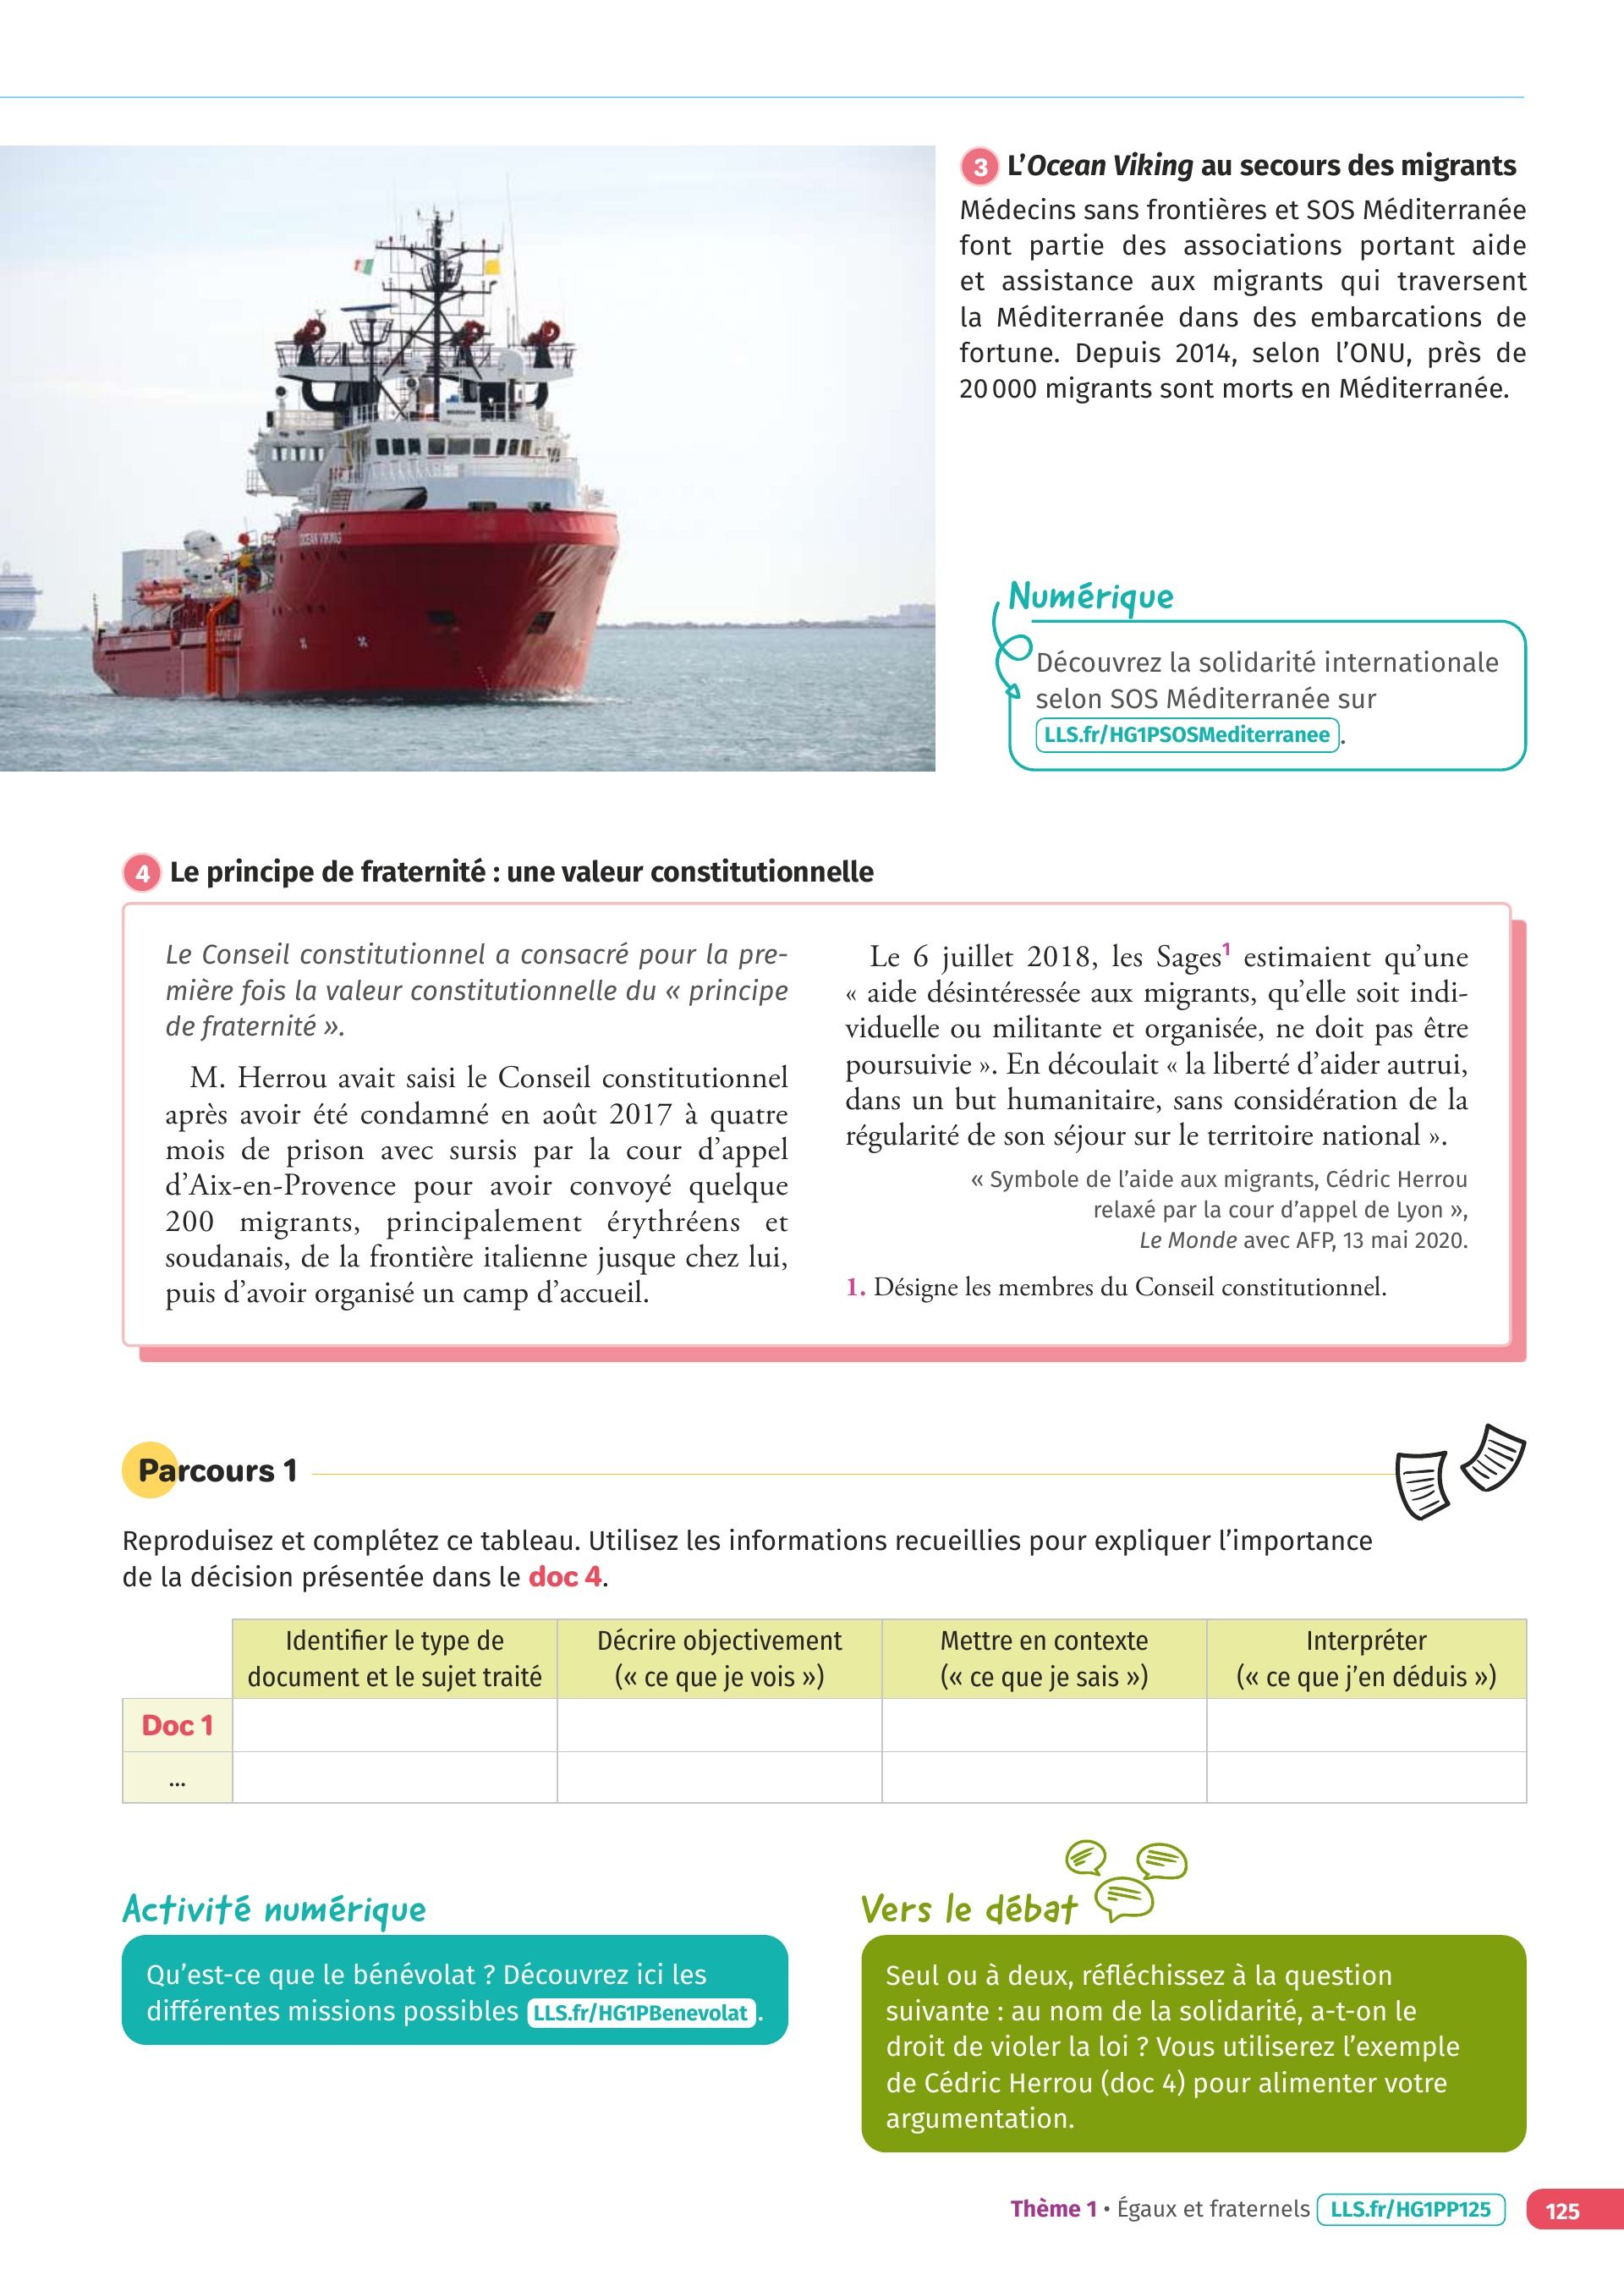 OCEAN VIKING
3 L’Ocean Viking au secours des migrants
Médecins sans frontières et SOS Méditerranée
font partie des associations portant aide
et assistance aux migrants qui traversent
la Méditerranée dans des embarcations de
fortune. Depuis 2014, selon l’ONU, près de
20 000 migrants sont morts en Méditerranée.
Numérique
Découvrez la solidarité internationale
selon SOS Méditerranée sur
LLS.fr/HG1PSOSMediterranee.
4 Le principe de fraternité : une valeur constitutionnelle
Le Conseil constitutionnel a consacré pour la pre-
mière fois la valeur constitutionnelle du « principe
de fraternité ».
M. Herrou avait saisi le Conseil constitutionnel
après avoir été condamné en août 2017 à quatre
mois de prison avec sursis par la cour d’appel
d’Aix-en-Provence pour avoir convoyé quelque
200 migrants, principalement érythréens et
soudanais, de la frontière italienne jusque chez lui,
puis d’avoir organisé un camp d’accueil.
Le 6 juillet 2018, les Sages1 estimaient qu’une
« aide désintéressée aux migrants, qu’elle soit indi-
viduelle ou militante et organisée, ne doit pas être
poursuivie ». En découlait « la liberté d’aider autrui,
dans un but humanitaire, sans considération de la
régularité de son séjour sur le territoire national ».
« Symbole de l’aide aux migrants, Cédric Herrou
relaxé par la cour d’appel de Lyon »,
Le Monde avec AFP, 13 mai 2020.
1. Désigne les membres du Conseil constitutionnel.
Parcours 1
Reproduisez et complétez ce tableau. Utilisez les informations recueillies pour expliquer l’importance
de la décision présentée dans le doc 4.
Identifier le type de
document et le sujet traité
Décrire objectivement
(« ce que je vois »)
Mettre en contexte
(« ce que je sais »)
Interpréter
(« ce que j’en déduis »)
Doc 1
...
Activité numérique
Qu’est-ce que le bénévolat ? Découvrez ici les
différentes missions possibles LLS.fr/HG1PBenevolat.
Vers le débat
Seul ou à deux, réfléchissez à la question
suivante : au nom de la solidarité, a-t-on le
droit de violer la loi ? Vous utiliserez l’exemple
de Cédric Herrou (doc 4) pour alimenter votre
argumentation.
Thème 1 • Égaux et fraternels LLS.fr/HG1PP125 125